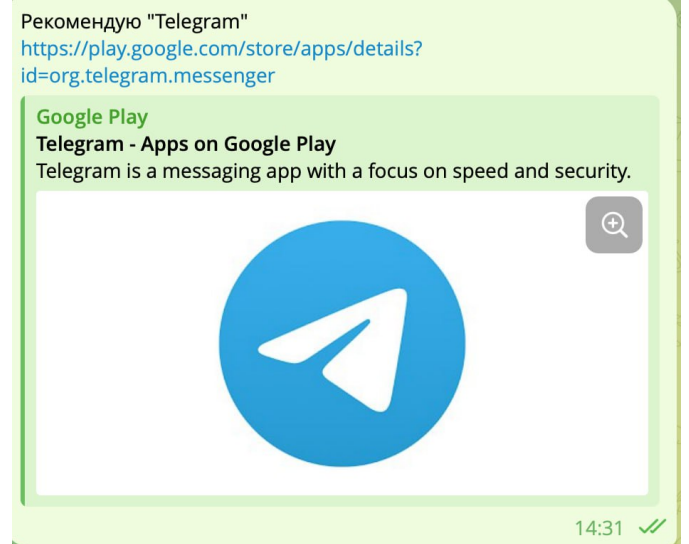 Рекомендую "Telegram"
https://play.google.com/store/apps/details?
id=org.telegram.messenger
Google Play
Telegram - Apps on Google Play
Telegram is a messaging app with a focus on speed and security.
14:31